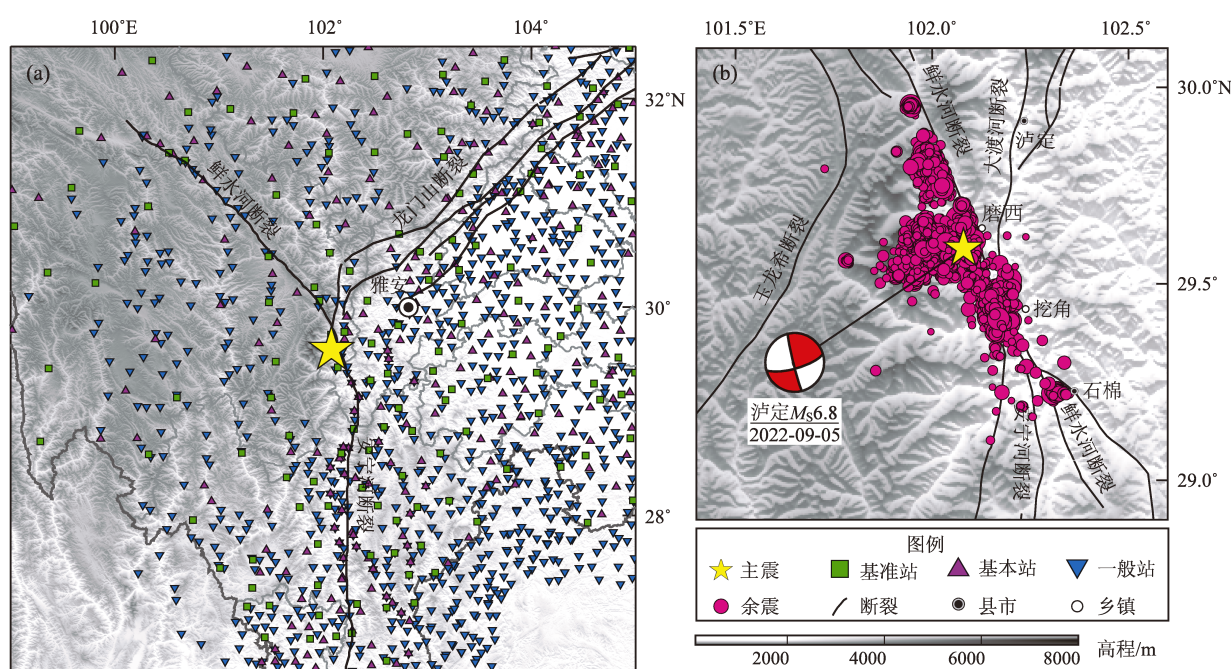 100°E
102°
104°
(a)
32°N
30°
28°
鲜水河断裂
龙门山断裂
雅安
安宁河断裂
101.5°E
102.0°
102.5°
(b)
30.0°N
29.5°
29.0°
鲜水河断裂
大渡河断裂
泸定
磨西
玉龙希断裂
挖角
石棉
泸定MS6.8
2022-09-05
安宁河断裂
鲜水河断裂
图例
主震
基准站
基本站
一般站
余震
断裂
县市
乡镇
2000
4000
6000
8000
高程/m